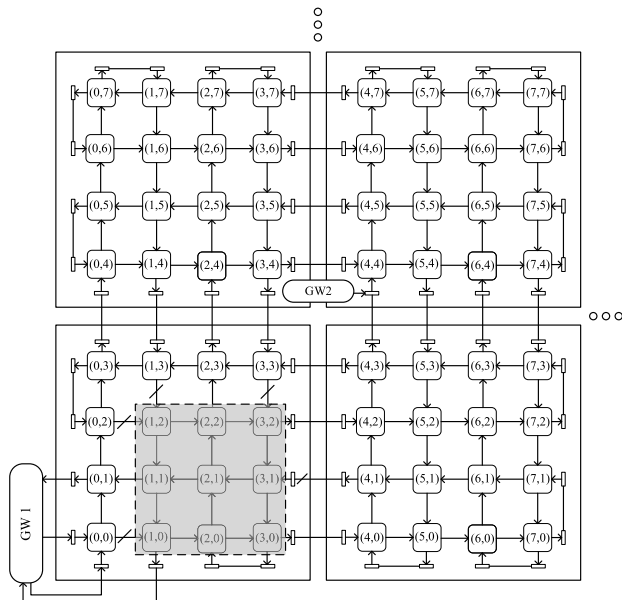 (0,7) (1,7) (2,7) (3,7) (4,7) (5,7) (6,7) (7,7)
(0,6) (1,6) (2,6) (3,6) (4,6) (5,6) (6,6) (7,6)
(0,5) (1,5) (2,5) (3,5) (4,5) (5,5) (6,5) (7,5)
(0,4) (1,4) (2,4) (3,4) (4,4) (5,4) (6,4) (7,4)
GW2
(0,3) (1,3) (2,3) (3,3) (4,3) (5,3) (6,3) (7,3)
(0,2) (1,2) (2,2) (3,2) (4,2) (5,2) (6,2) (7,2)
(0,1) (1,1) (2,1) (3,1) (4,1) (5,1) (6,1) (7,1)
GW 1
(0,0) (1,0) (2,0) (3,0) (4,0) (5,0) (6,0) (7,0)